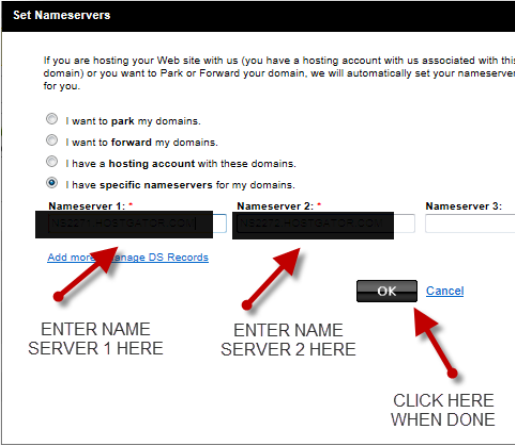 Set Nameservers
If you are hosting your Web site with us (you have a hosting account with us associated with this
domain) or you want to Park or Forward your domain, we will automatically set your nameserver
for you.
I want to park my domains.
I want to forward my domains.
I have a hosting account with these domains.
I have specific nameservers for my domains.
Nameserver 1: * Nameserver 2: * Nameserver 3:
Add more Manage DS Records
OK Cancel
ENTER NAME
SERVER 1 HERE
ENTER NAME
SERVER 2 HERE
CLICK HERE
WHEN DONE